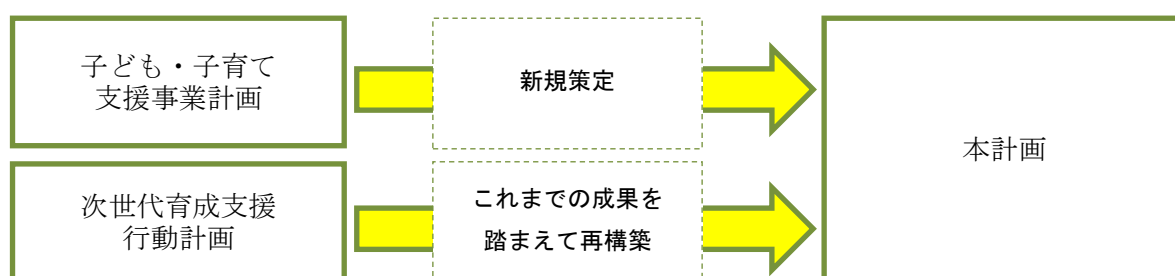 子ども・子育て
支援事業計画
新規策定
本計画
次世代育成支援
行動計画
これまでの成果を
踏まえて再構築